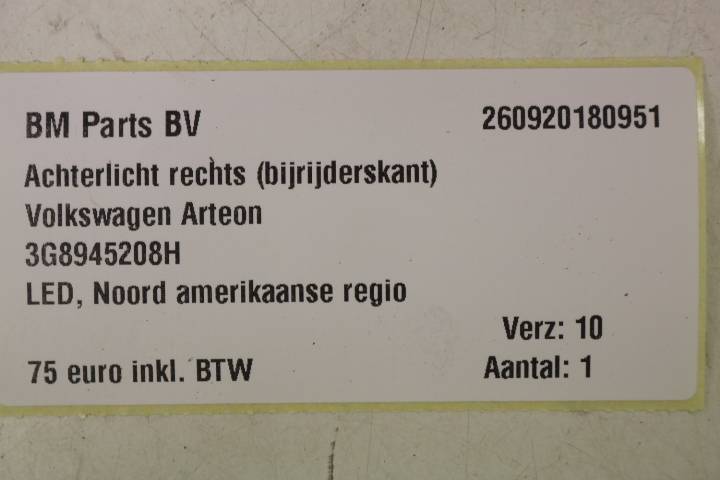 BM Parts BV 260920180951
Achterlicht rechts (bijrijderskant)
Volkswagen Arteon
3G8945208H
LED, Noord amerikaanse regio
Verz: 10
75 euro inkl. BTW Aantal: 1